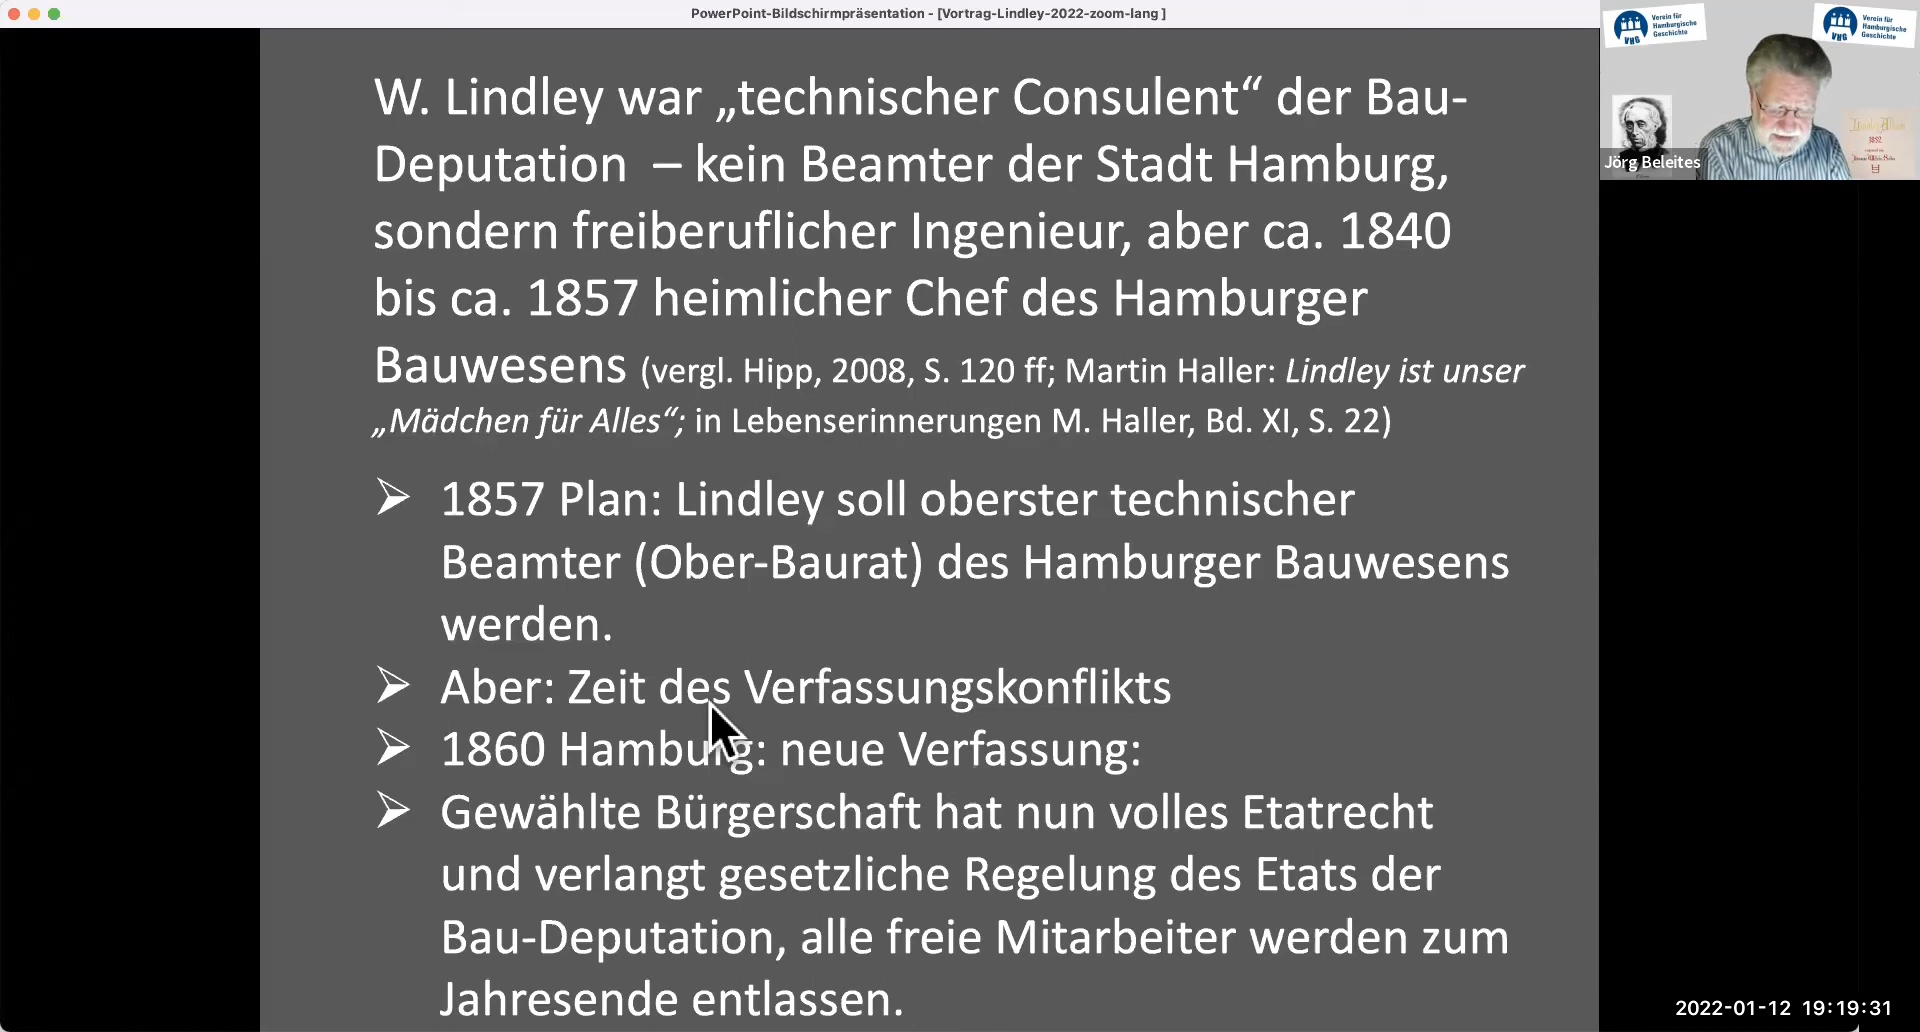 PowerPoint-Bildschirmpräsentation - [Vortrag-Lindley-2022-zoom-lang ]
W. Lindley war „technischer Consulent“ der Bau-
Deputation – kein Beamter der Stadt Hamburg,
sondern freiberuflicher Ingenieur, aber ca. 1840
bis ca. 1857 heimlicher Chef des Hamburger
Bauwesens (vergl. Hipp, 2008, S. 120 ff; Martin Haller: Lindley ist unser
„Mädchen für Alles“; in Lebenserinnerungen M. Haller, Bd. XI, S. 22)
➢ 1857 Plan: Lindley soll oberster technischer
Beamter (Ober-Baurat) des Hamburger Bauwesens
werden.
➢ Aber: Zeit des Verfassungskonflikts
➢ 1860 Hamburg: neue Verfassung:
➢ Gewählte Bürgerschaft hat nun volles Etatrecht
und verlangt gesetzliche Regelung des Etats der
Bau-Deputation, alle freie Mitarbeiter werden zum
Jahresende entlassen.
Verein für
Hamburgische
Geschichte
VHG
Verein für
Hamburgische
Geschichte
VHG
1852
Jörg Beleites
2022-01-12 19:19:31